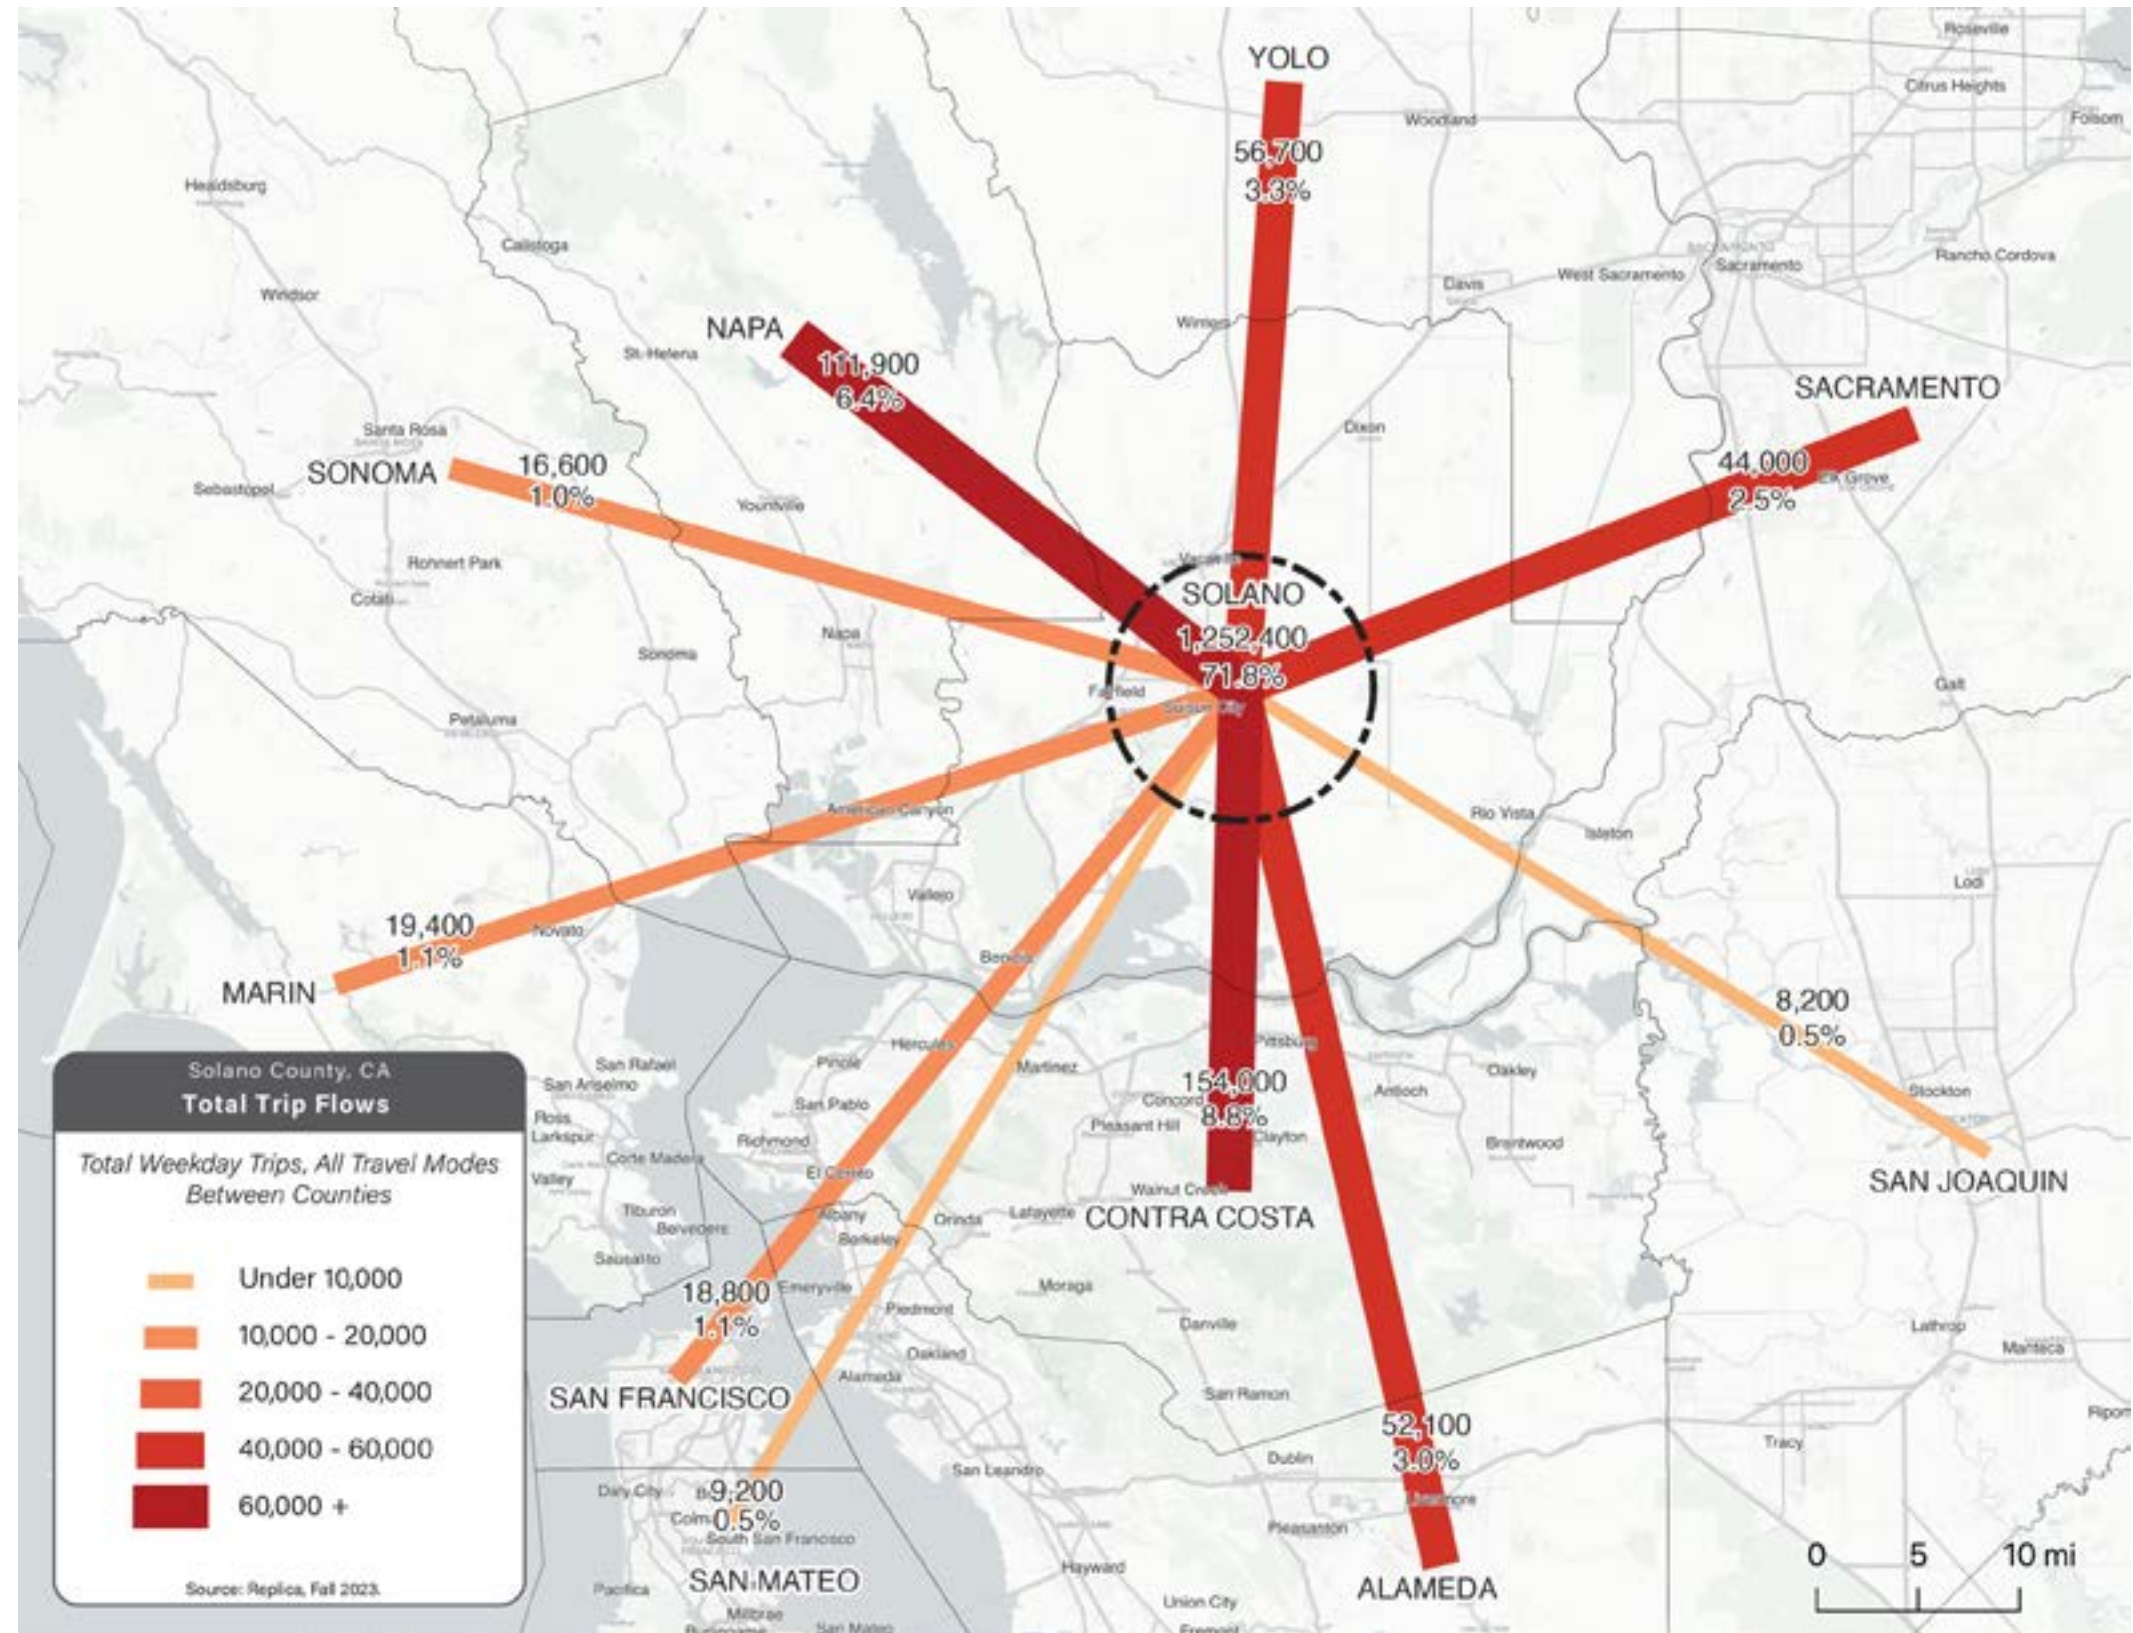 YOLO
Roseville
Citrus Heights
Folsom
Woodland
56,700
3.3%
Healdsburg
Calistoga
Rancho Cordova
Sacramento
West Sacramento
Davis
Windsor
Winters
NAPA
St. Helena
111,900
6.4%
SACRAMENTO
Dixon
Santa Rosa
SONOMA
16,600
1.0%
44,000
2.5%
Elk Grove
Sebastopol
Yountville
Vacaville
Rohnert Park
SOLANO
Cotati
1,252,400
Napa
Sonoma
71.8%
Fairfield
Suisun City
Galt
Petaluma
American Canyon
Rio Vista
Isleton
Vallejo
Lodi
19,400
1.1%
Novato
Benicia
MARIN
8,200
0.5%
Hercules
Pittsburg
Pinole
San Rafael
Martinez
Oakley
San Anselmo
154,000
Antioch
Stockton
Concord
San Pablo
8.8%
Ross
Pleasant Hill
Clayton
Larkspur
Richmond
Brentwood
Corte Madera
El Cerrito
Valley
Walnut Creek
SAN JOAQUIN
Tiburon
Belvedere
Albany
Orinda
Lafayette
CONTRA COSTA
Berkeley
Sausalito
18,800
1.1%
Emeryville
Moraga
Piedmont
Danville
Lathrop
Manteca
Oakland
Alameda
San Ramon
SAN FRANCISCO
Ripon
52,100
3.0%
Tracy
Dublin
San Leandro
Daly City
9,200
0.5%
Livermore
South San Francisco
Pleasanton
Hayward
SAN MATEO
Pacifica
ALAMEDA
Union City
Millbrae
San Mateo
Burlingame
Fremont
Solano County, CA
Total Trip Flows
Total Weekday Trips, All Travel Modes
Between Counties
Under 10,000
10,000 - 20,000
20,000 - 40,000
40,000 - 60,000
60,000 +
Source: Replica, Fall 2023.
0 5 10 mi